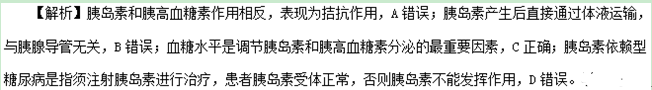 【解析】胰岛素和胰高血糖素作用相反，表现为拮抗作用，A错误；胰岛素产生后直接通过体液运输，
与胰腺导管无关，B错误；血糖水平是调节胰岛素和胰高血糖素分泌的最重要因素，C正确；胰岛素依赖型
糖尿病是指须注射胰岛素进行治疗，患者胰岛素受体正常，否则胰岛素不能发挥作用，D错误。